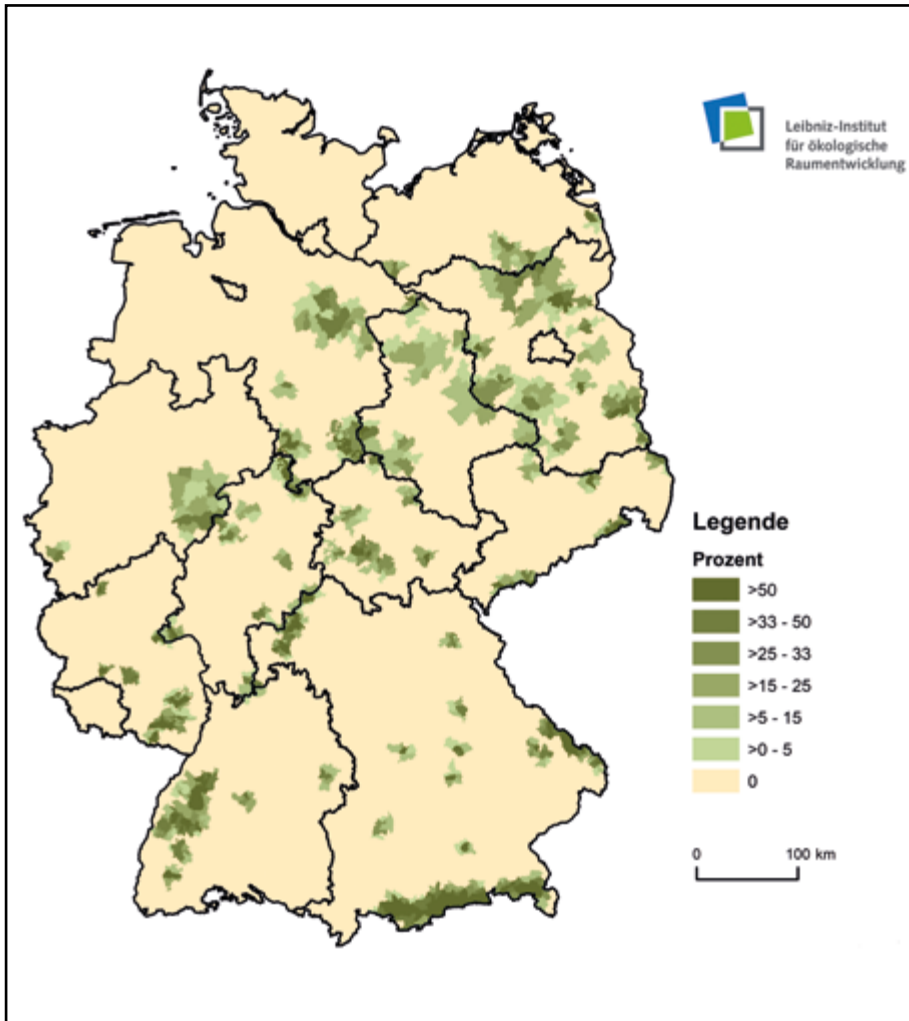 Leibniz-Institut
für ökologische
Raumentwicklung
Legende
Prozent
>50
>33 - 50
>25 - 33
>15 - 25
>5 - 15
>0 - 5
0
0 100 km